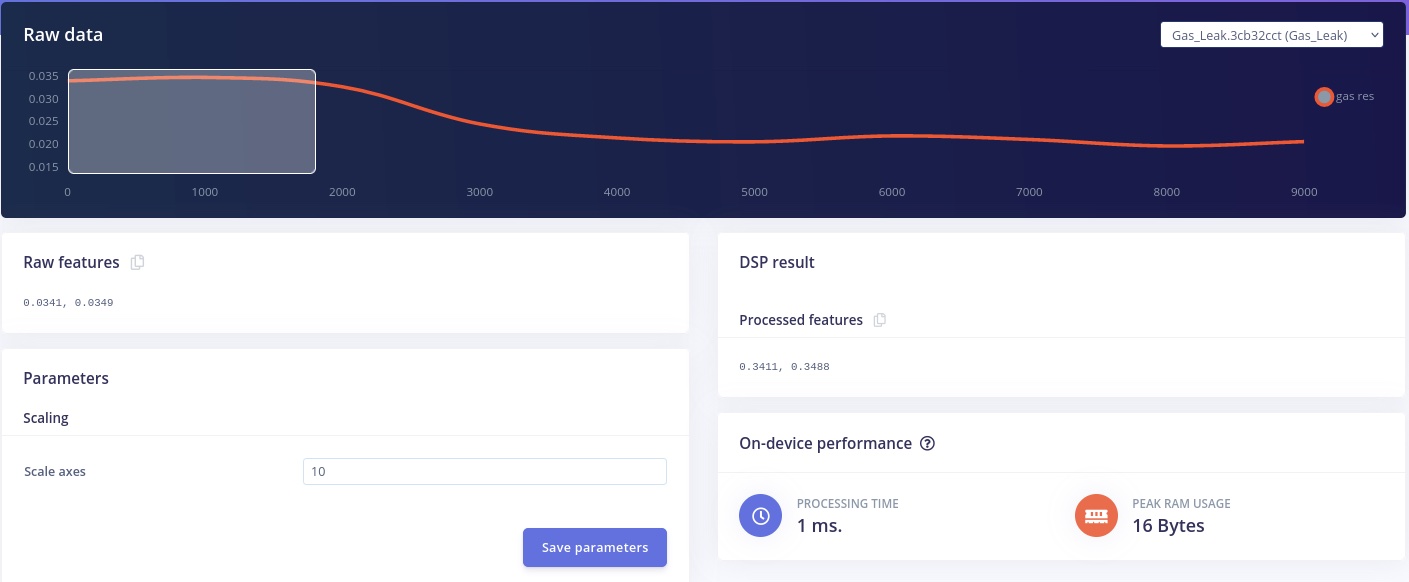 Raw data
Gas_Leak.3cb32cct (Gas_Leak)
0.035
0.030
0.025
0.020
0.015
gas res
0 1000 2000 3000 4000 5000 6000 7000 8000 9000
Raw features
0.0341, 0.0349
Parameters
Scaling
Scale axes 10
Save parameters
DSP result
Processed features
0.3411, 0.3488
On-device performance ?
PROCESSING TIME
1 ms.
PEAK RAM USAGE
16 Bytes